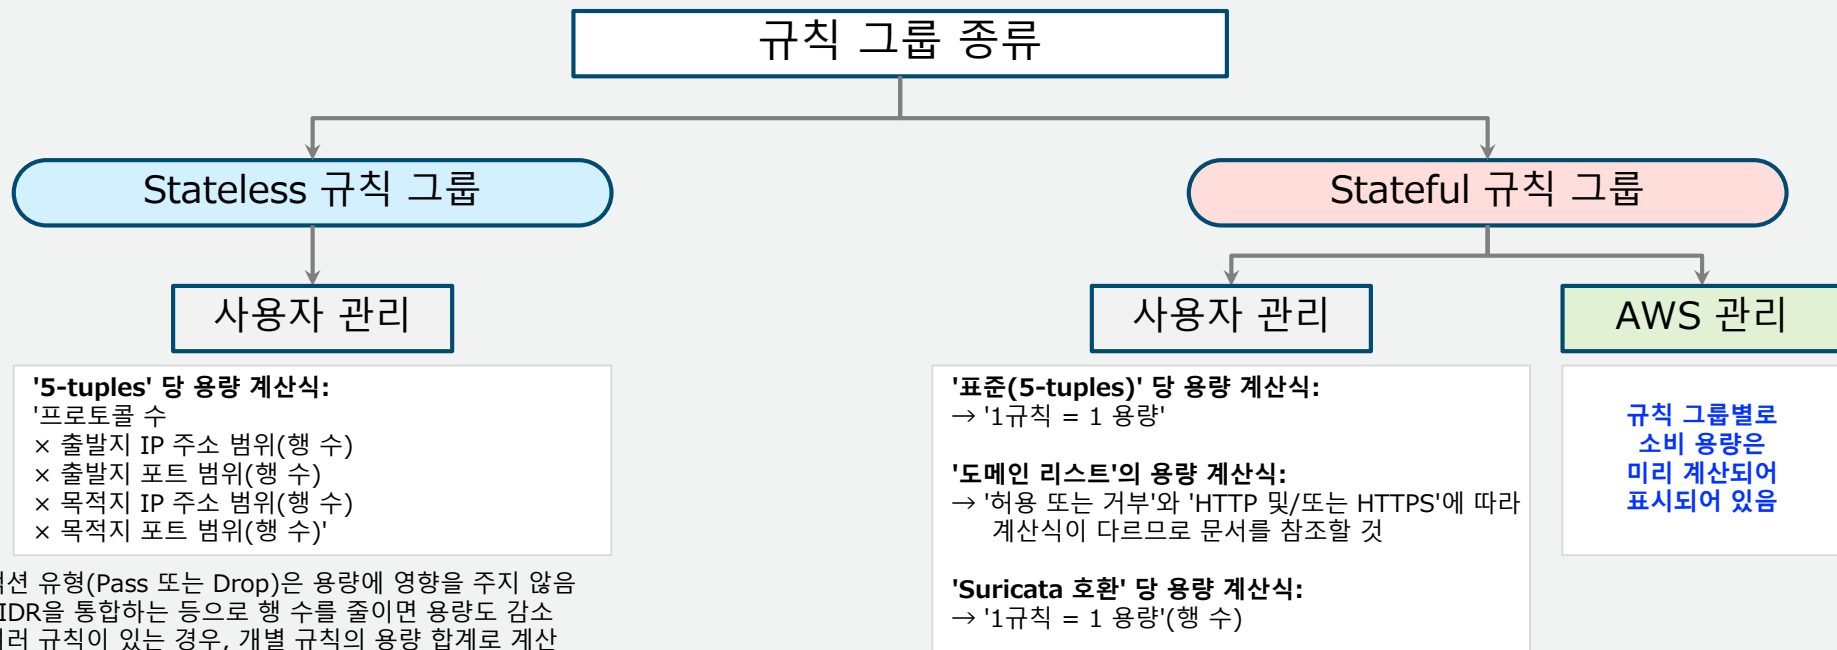 규칙 그룹 종류
Stateless 규칙 그룹
Stateful 규칙 그룹
사용자 관리
사용자 관리
AWS 관리
'5-tuples' 당 용량 계산식:
'프로토콜 수
× 출발지 IP 주소 범위(행 수)
× 출발지 포트 범위(행 수)
× 목적지 IP 주소 범위(행 수)
× 목적지 포트 범위(행 수)'
유형(Pass 또는 Drop)은 용량에 영향을 주지 않음
IDR을 통합하는 등으로 행 수를 줄이면 용량도 감소
규칙이 있는 경우, 개별 규칙의 용량 합계로 계산
'표준(5-tuples)' 당 용량 계산식:
→ '1규칙 = 1 용량'
'도메인 리스트'의 용량 계산식:
→ '허용 또는 거부'와 'HTTP 및/또는 HTTPS'에 따라
계산식이 다르므로 문서를 참조할 것
'Suricata 호환' 당 용량 계산식:
→ '1규칙 = 1 용량'(행 수)
규칙 그룹별로
소비 용량은
미리 계산되어
표시되어 있음